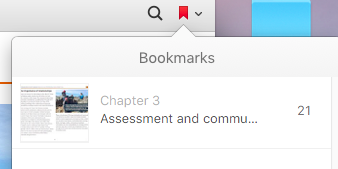 Bookmarks
Chapter 3
Assessment and commu...
21